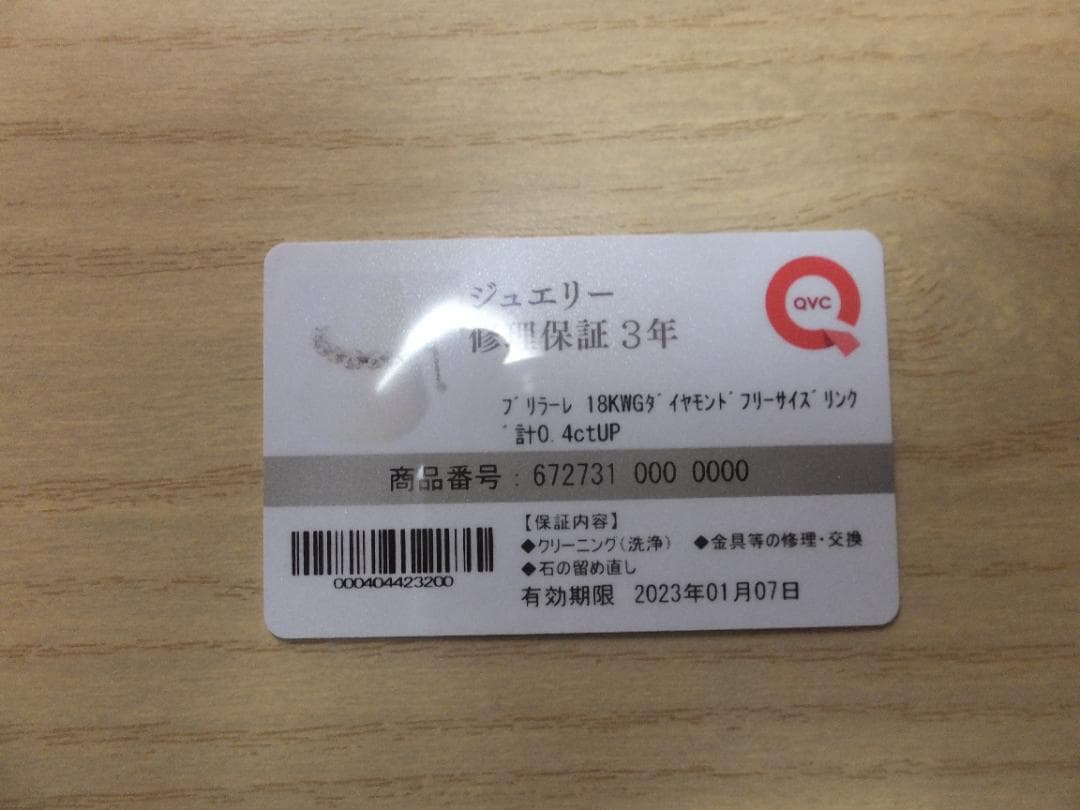 ジュエリー
修理保証3年
QVC
ﾌﾞﾘﾗｰﾚ 18KWGﾀﾞｲﾔﾓﾝﾄﾞﾌﾘｰｻｲｽﾞﾘﾝｸ
ﾞ計0.4ctUP
商品番号：672731 000 0000
000404423200
【保証内容】
◆ｸﾘｰﾆﾝｸﾞ(洗浄) ◆金具等の修理・交換
◆石の留め直し
有効期限 2023年01月07日